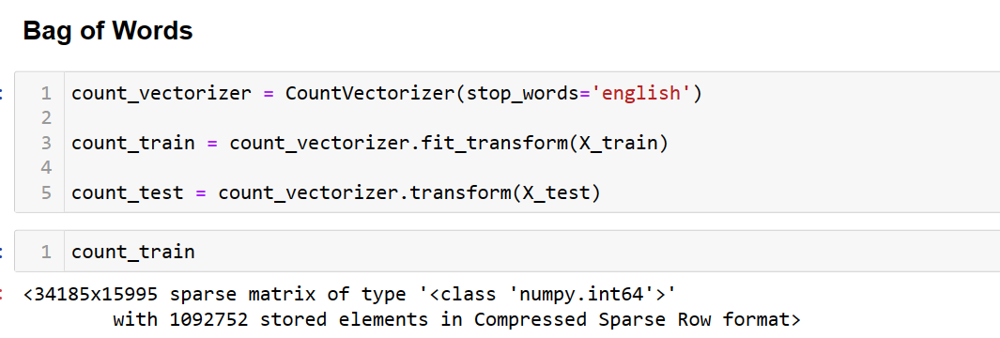 Bag of Words
1 count_vectorizer = CountVectorizer(stop_words='english')
2
3 count_train = count_vectorizer.fit_transform(X_train)
4
5 count_test = count_vectorizer.transform(X_test)
1 count_train
<34185x15995 sparse matrix of type '<class 'numpy.int64'>'
with 1092752 stored elements in Compressed Sparse Row format>